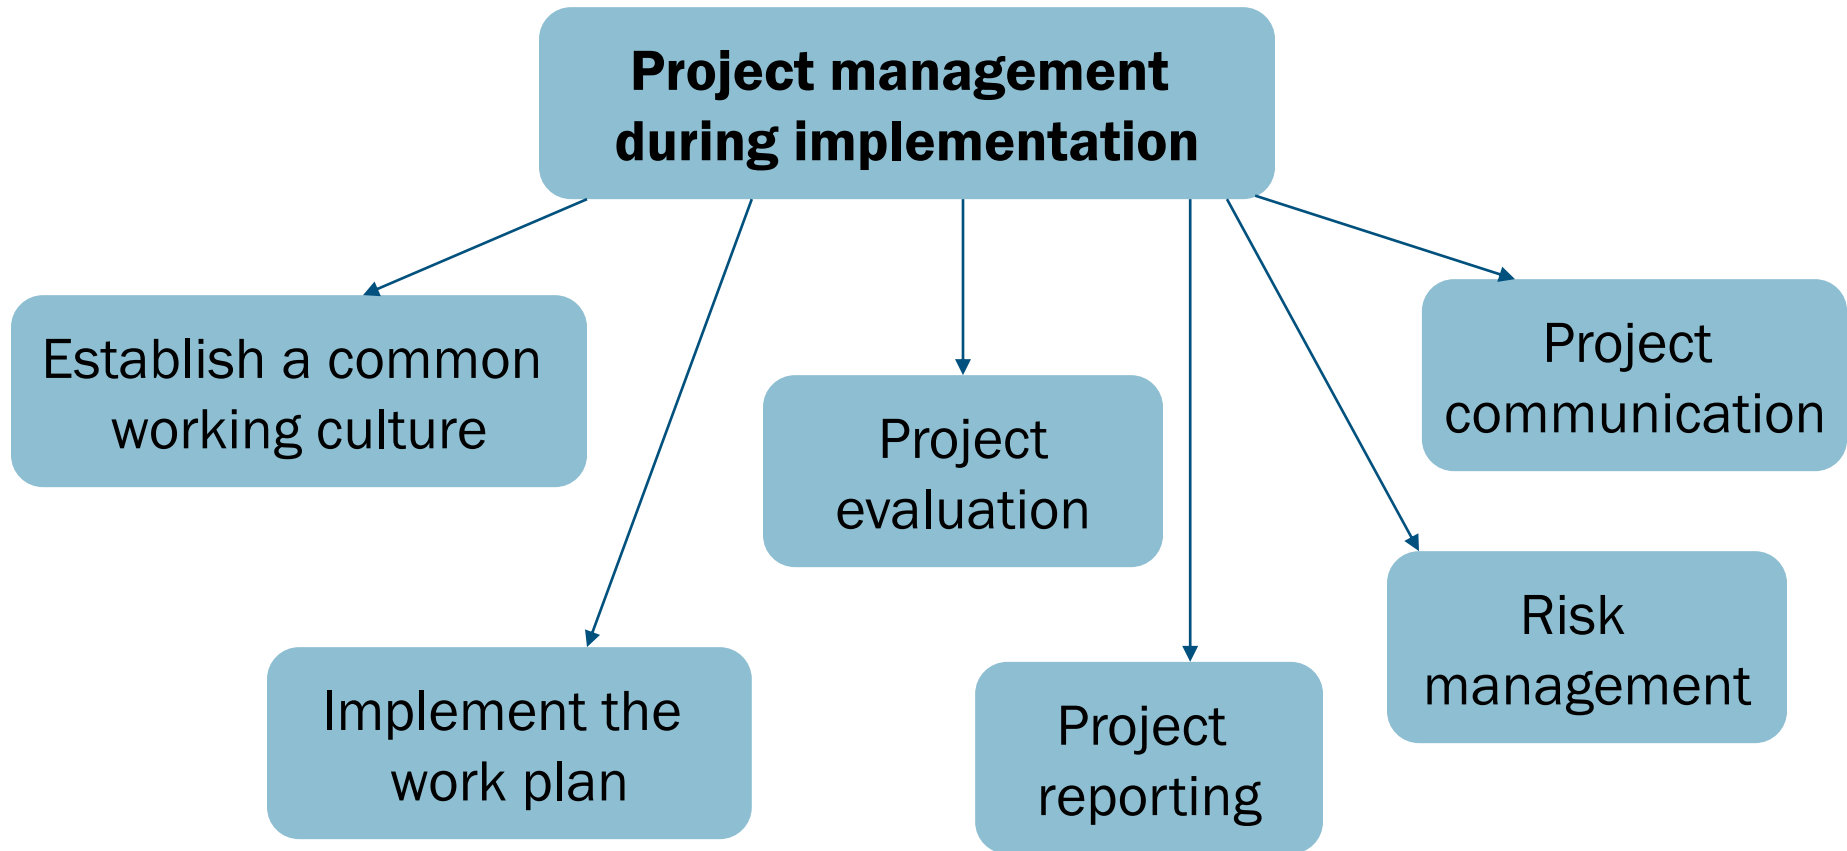 Project management
during implementation
Establish a common
working culture
Implement the
work plan
Project
evaluation
Project
reporting
Risk
management
Project
communication